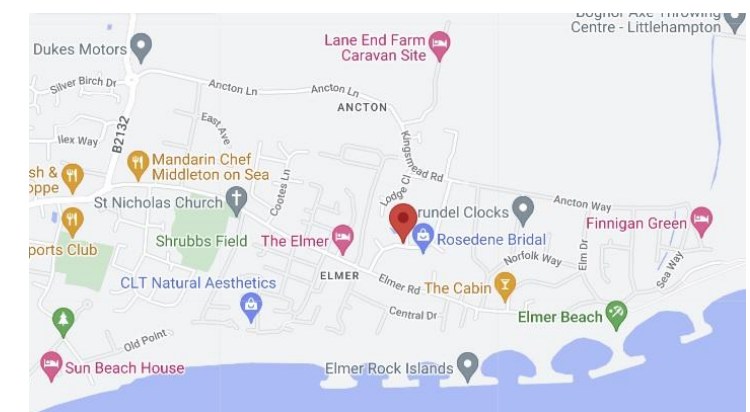 Bognor Axe Throwing
Centre - Littlehampton
Dukes Motors
Lane End Farm
Caravan Site
Silver Birch Dr
Ancton Ln
Ancton Ln
ANCTON
East Ave
B2132
Ilex Way
Kingsmead Rd
Mandarin Chef
Middleton on Sea
sh &
oppe
Cootes Ln
Lodge Cl
St Nicholas Church
Ancton Way
rundel Clocks
Finnigan Green
ports Club
Shrubbs Field
The Elmer
Rosedene Bridal
Norfolk Way
Elm Dr
Sea Way
ELMER
CLT Natural Aesthetics
Elmer Rd
The Cabin
Central Dr
Elmer Beach
Old Point
Sun Beach House
Elmer Rock Islands